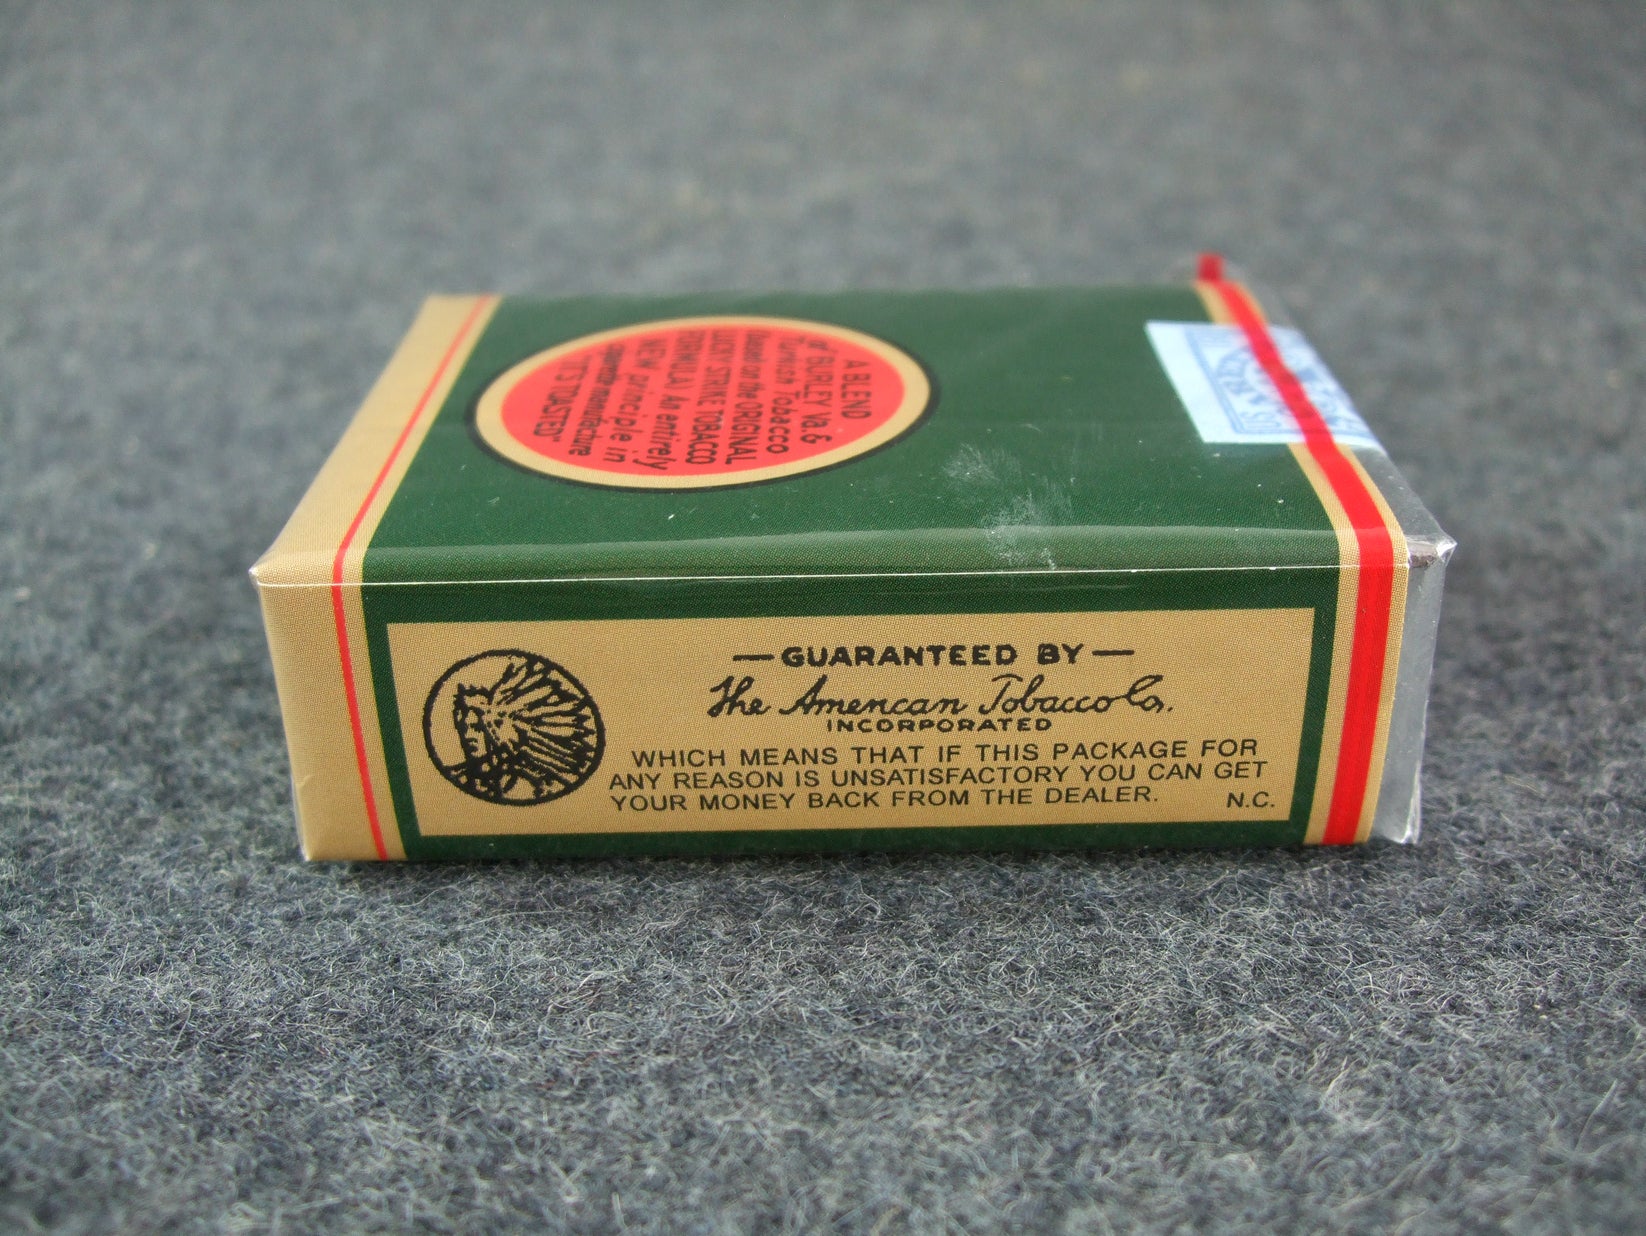 A BLEND
of BURLEY Va. &
Turkish Tobacco
Based on the ORIGINAL
LUCKY STRIKE TOBACCO
FORMULA) An entirely
NEW principle in
cigarette manufacture
"IT'S TOASTED"
—GUARANTEED BY—
The American Tobacco Co.
INCORPORATED
WHICH MEANS THAT IF THIS PACKAGE FOR
ANY REASON IS UNSATISFACTORY YOU CAN GET
YOUR MONEY BACK FROM THE DEALER. N.C.